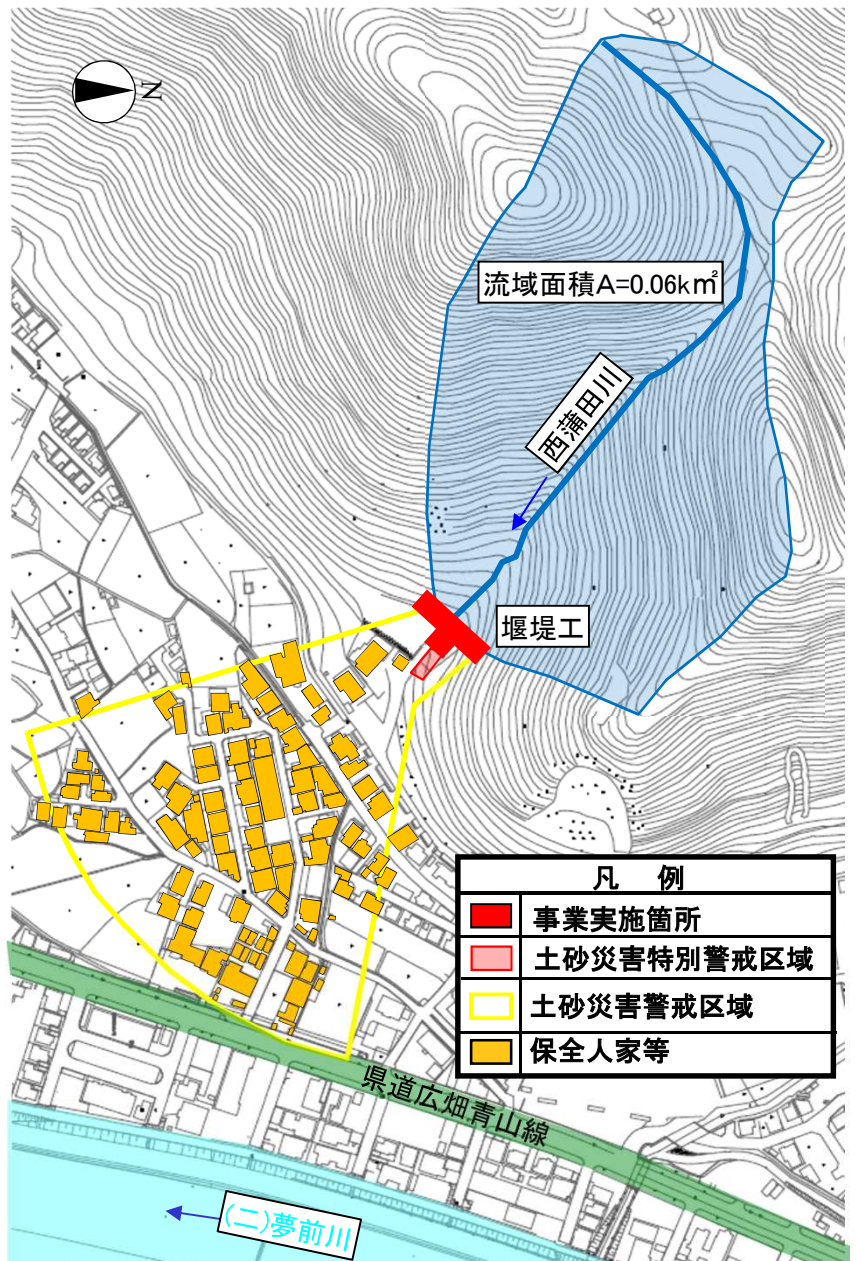 N
流域面積A=0.06k㎡
西蒲田川
堰堤工
凡 例
事業実施箇所
土砂災害特別警戒区域
土砂災害警戒区域
保全人家等
県道広畑青山線
(二)夢前川